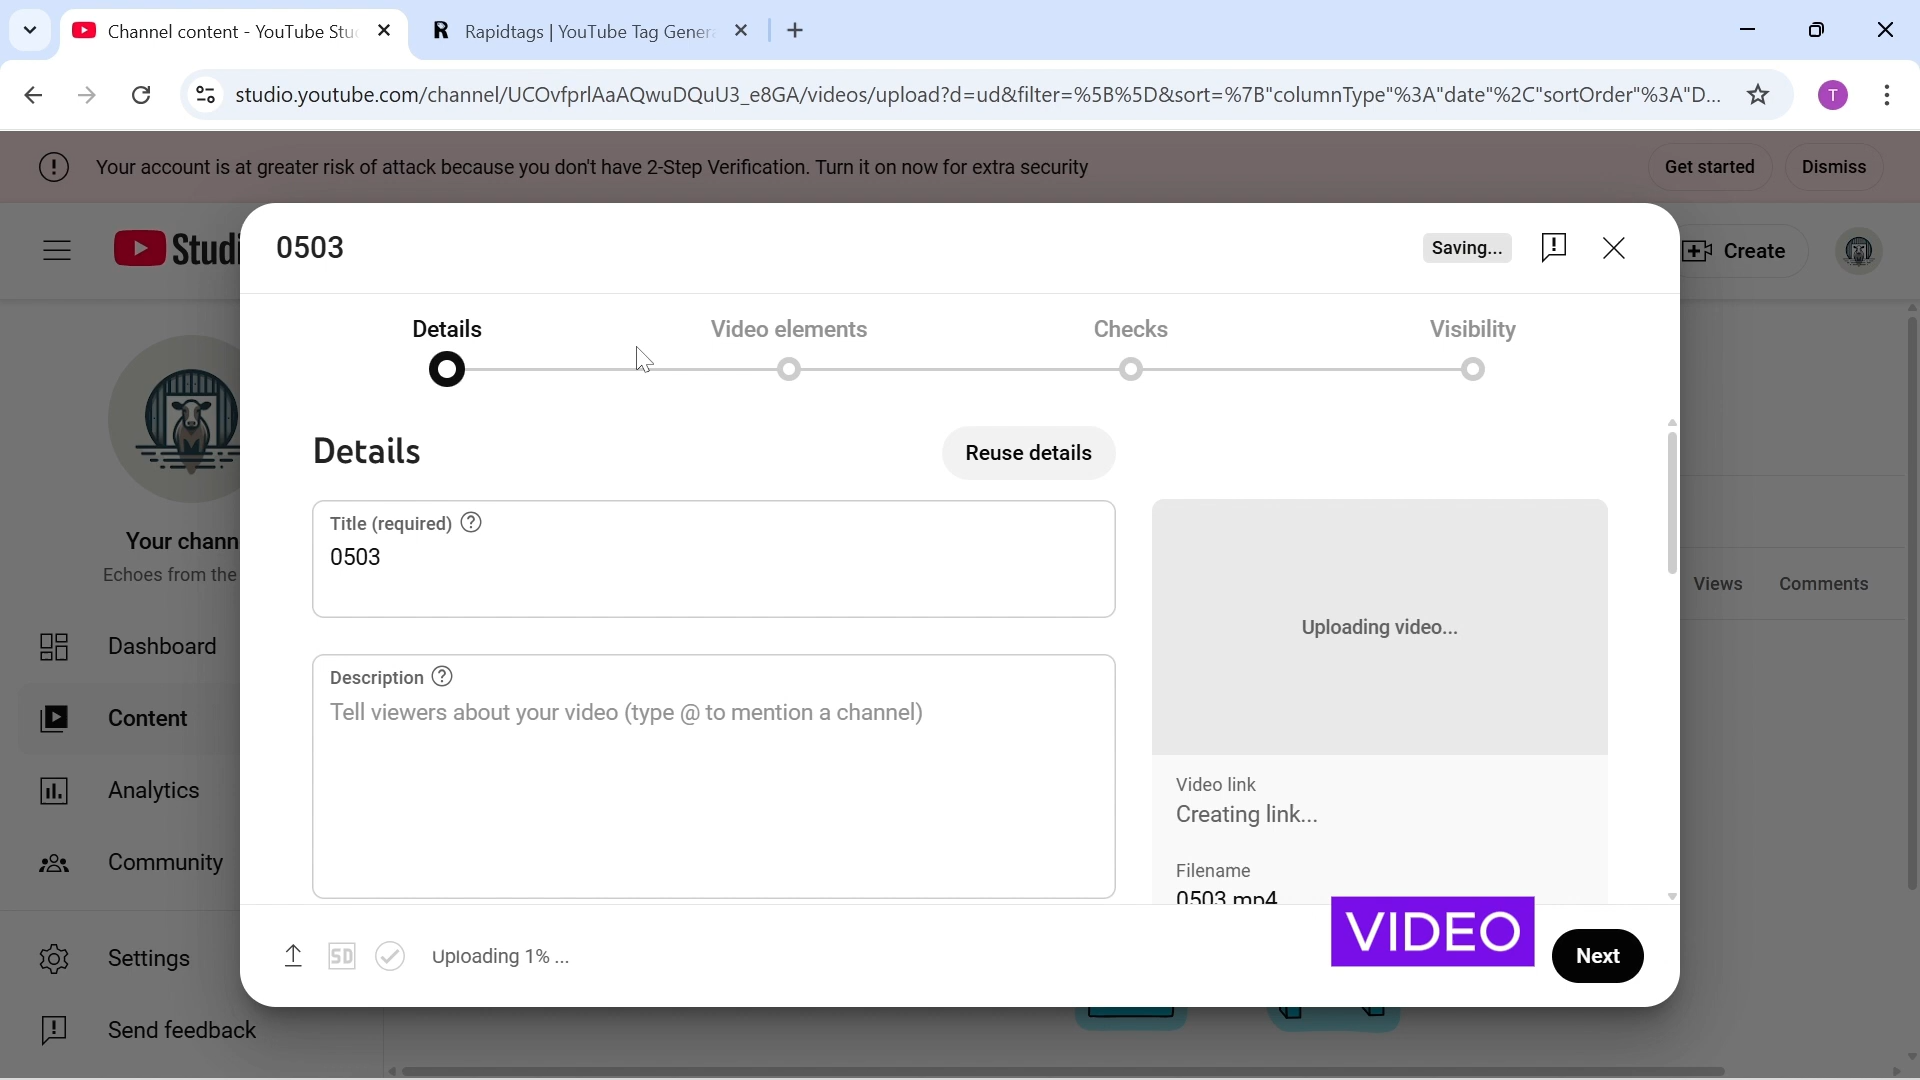 Channel content - YouTube Stu
Rapidtags | YouTube Tag Genera
studio.youtube.com/channel/UCOvfprlAaAQwuDQuU3_e8GA/videos/upload?d=ud&filter=%5B%5D&sort=%7B"columnType"%3A"date"%2C"sortOrder"%3A"D...
T
Your account is at greater risk of attack because you don't have 2-Step Verification. Turn it on now for extra security
Get started
Dismiss
Studi
0503
Saving...
Create
Details
Video elements
Checks
Visibility
Details
Reuse details
Title (required)
0503
Uploading video...
Your chann
Echoes from the
Views
Comments
Description
Tell viewers about your video (type @ to mention a channel)
Dashboard
Content
Analytics
Community
Settings
Send feedback
Video link
Creating link...
Filename
0503.mp4
VIDEO
SD
Uploading 1% ...
Next